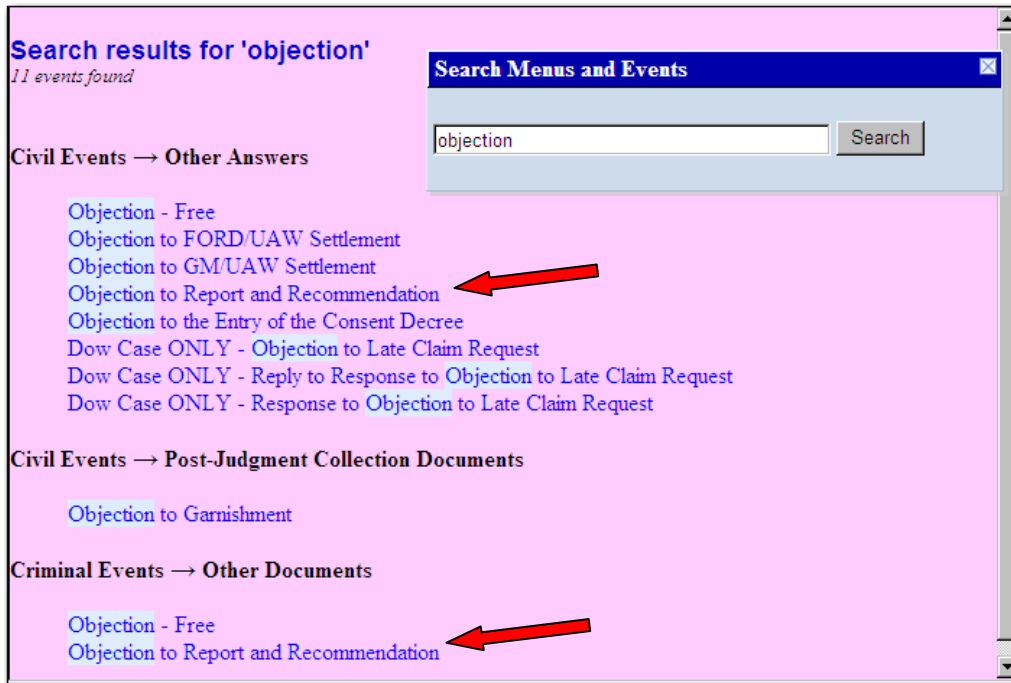 Search results for 'objection'
11 events found
Search Menus and Events
objection
Search
Civil Events → Other Answers
Objection - Free
Objection to FORD/UAW Settlement
Objection to GM/UAW Settlement
Objection to Report and Recommendation
Objection to the Entry of the Consent Decree
Dow Case ONLY - Objection to Late Claim Request
Dow Case ONLY - Reply to Response to Objection to Late Claim Request
Dow Case ONLY - Response to Objection to Late Claim Request
Civil Events → Post-Judgment Collection Documents
Objection to Garnishment
Criminal Events → Other Documents
Objection - Free
Objection to Report and Recommendation